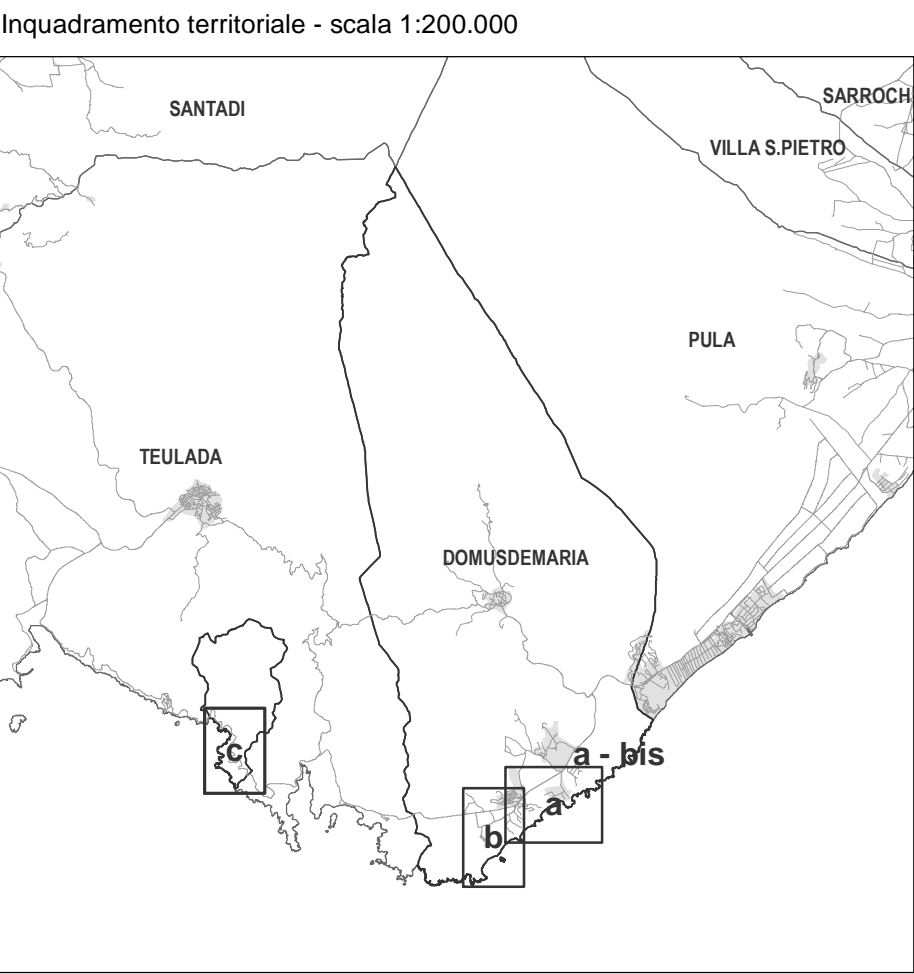 Inquadramento territoriale - scala 1:200.000
SARROCH
SANTADI
VILLA S.PIETRO
PULA
TEULADA
DOMUSDEMARIA
c
a - bis
a
b